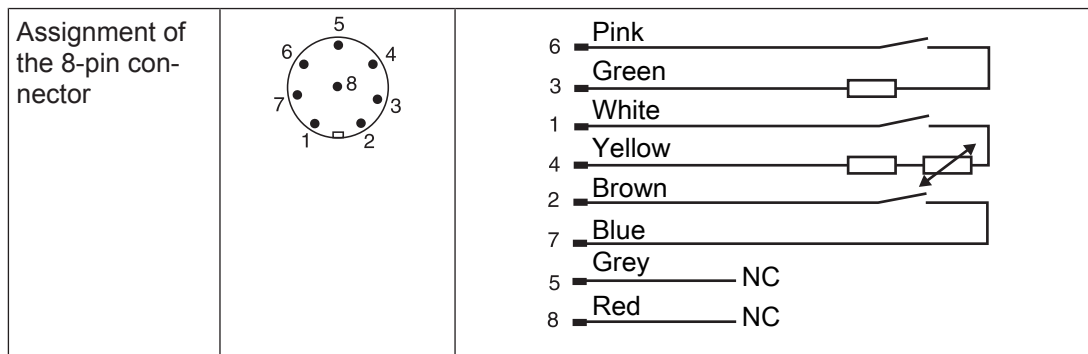 Assignment of
the 8-pin con-
nector
5
6
4
8
7
3
1
2
6 Pink
3 Green
1 White
4 Yellow
2 Brown
7 Blue
5 Grey NC
8 Red NC